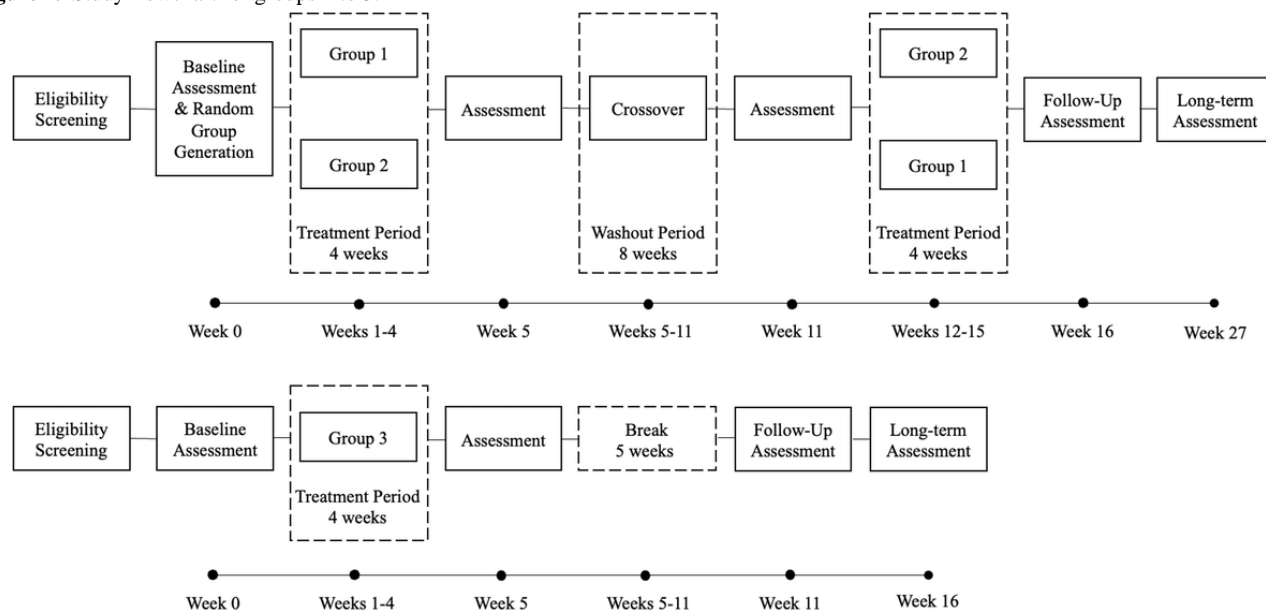 Group 1
Group 2
Baseline
Assessment
& Random
Group
Generation
Eligibility
Screening
Assessment
Crossover
Assessment
Follow-Up
Assessment
Long-term
Assessment
Group 2
Group 1
Treatment Period
4 weeks
Washout Period
8 weeks
Treatment Period
4 weeks
Week 0
Weeks 1-4
Week 5
Weeks 5-11
Week 11
Weeks 12-15
Week 16
Week 27
Eligibility
Screening
Baseline
Assessment
Group 3
Assessment
Break
5 weeks
Follow-Up
Assessment
Long-term
Assessment
Treatment Period
4 weeks
Week 0
Weeks 1-4
Week 5
Weeks 5-11
Week 11
Week 16